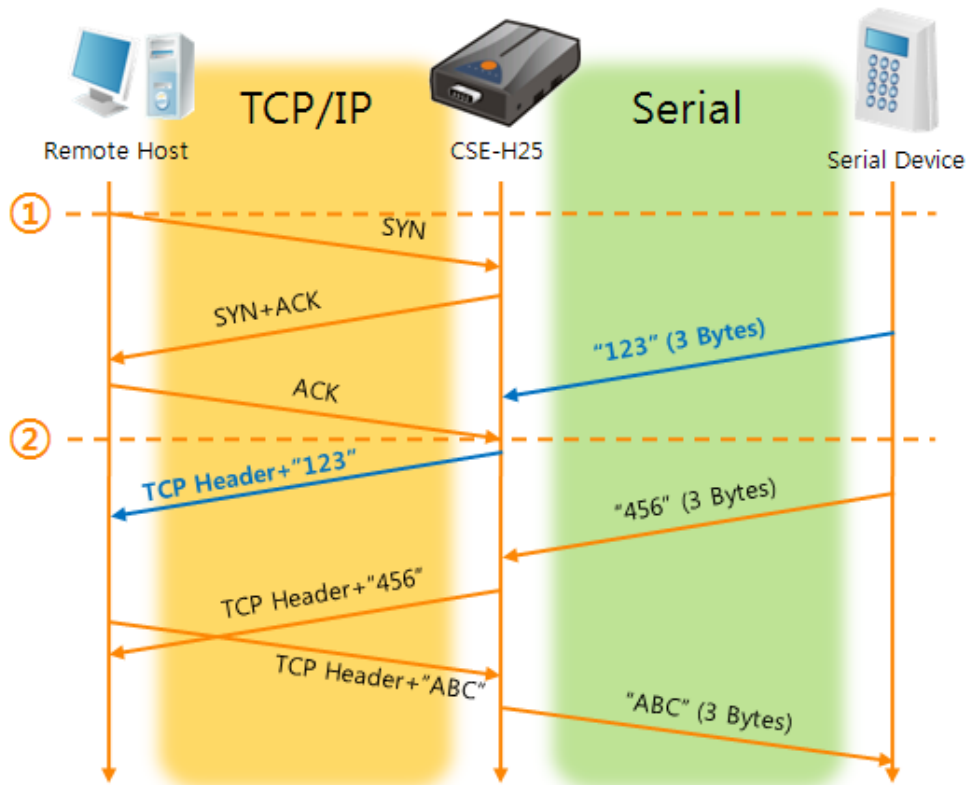 TCP/IP
Serial
Remote Host
CSE-H25
Serial Device
①
SYN
SYN+ACK
“123” (3 Bytes)
ACK
②
TCP Header+“123”
“456” (3 Bytes)
TCP Header+“456”
TCP Header+“ABC”
“ABC” (3 Bytes)